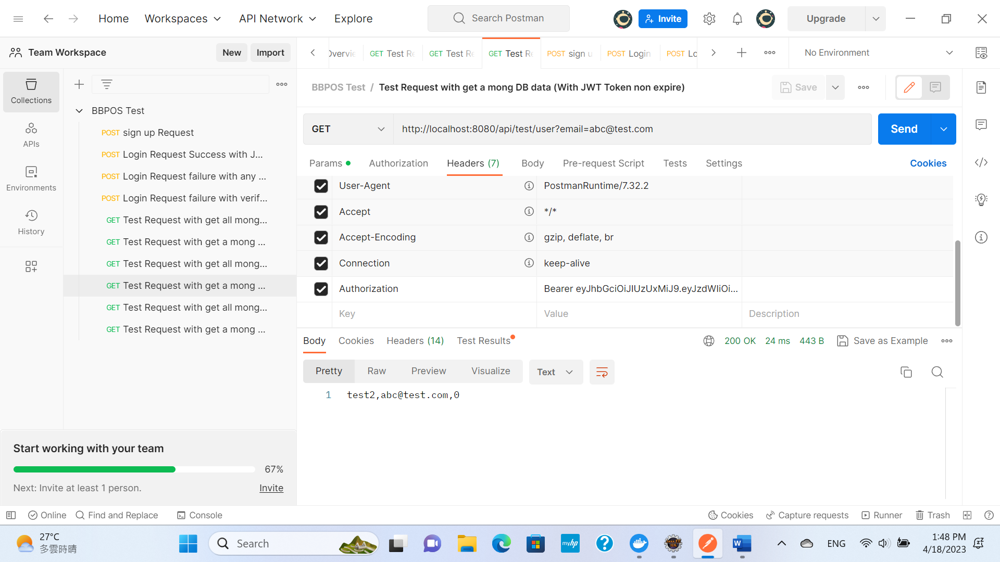 Home
Workspaces
API Network
Explore
Search Postman
Invite
Upgrade
Team Workspace
New
Import
Overvie
GET Test Re
GET Test Re
GET Test Re
POST sign u
POST Login
POST Lo
No Environment
Collections
APIs
Environments
History
BBPOS Test
POST sign up Request
POST Login Request Success with J...
POST Login Request failure with any ...
POST Login Request failure with verif...
GET Test Request with get all mong...
GET Test Request with get a mong ...
GET Test Request with get all mong...
GET Test Request with get a mong ...
GET Test Request with get all mong...
GET Test Request with get a mong ...
Start working with your team
67%
Next: Invite at least 1 person.
Invite
BBPOS Test / Test Request with get a mong DB data (With JWT Token non expire)
Save
GET
http://localhost:8080/api/test/user?email=abc@test.com
Send
Params
Authorization
Headers (7)
Body
Pre-request Script
Tests
Settings
Cookies
User-Agent
PostmanRuntime/7.32.2
Accept
*/*
Accept-Encoding
gzip, deflate, br
Connection
keep-alive
Authorization
Bearer eyJhbGciOiJIUzUxMiJ9.eyJzdWIiOi...
Key
Value
Description
Body
Cookies
Headers (14)
Test Results
200 OK
24 ms
443 B
Save as Example
Pretty
Raw
Preview
Visualize
Text
1
test2,abc@test.com,0
Online
Find and Replace
Console
Cookies
Capture requests
Runner
Trash
27°C
多雲時晴
Search
myhp
Java EE
IDE
W
ENG
1:48 PM
4/18/2023